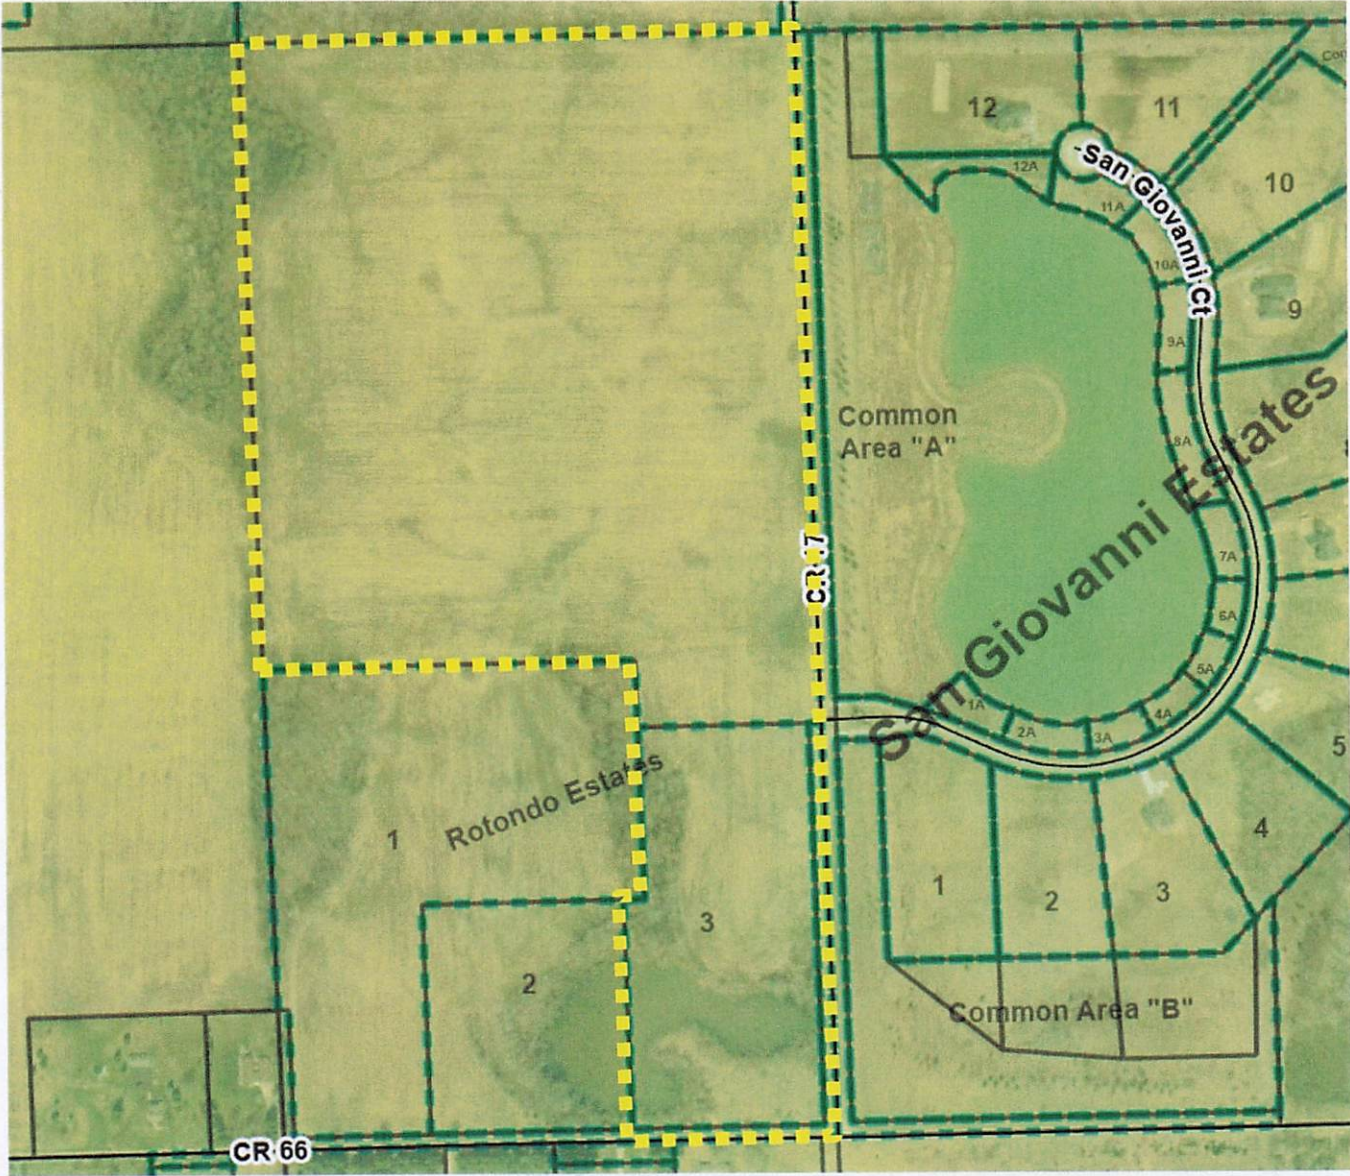 12
11
Com
12A
San Giovanni Ct
10
11A
10A
9
9A
Common
Area "A"
8A
San Giovanni Estates
CR 17
7A
6A
5A
1A
4A
2A
3A
5
Rotondo Estates
1
4
1
2
3
3
2
Common Area "B"
CR 66